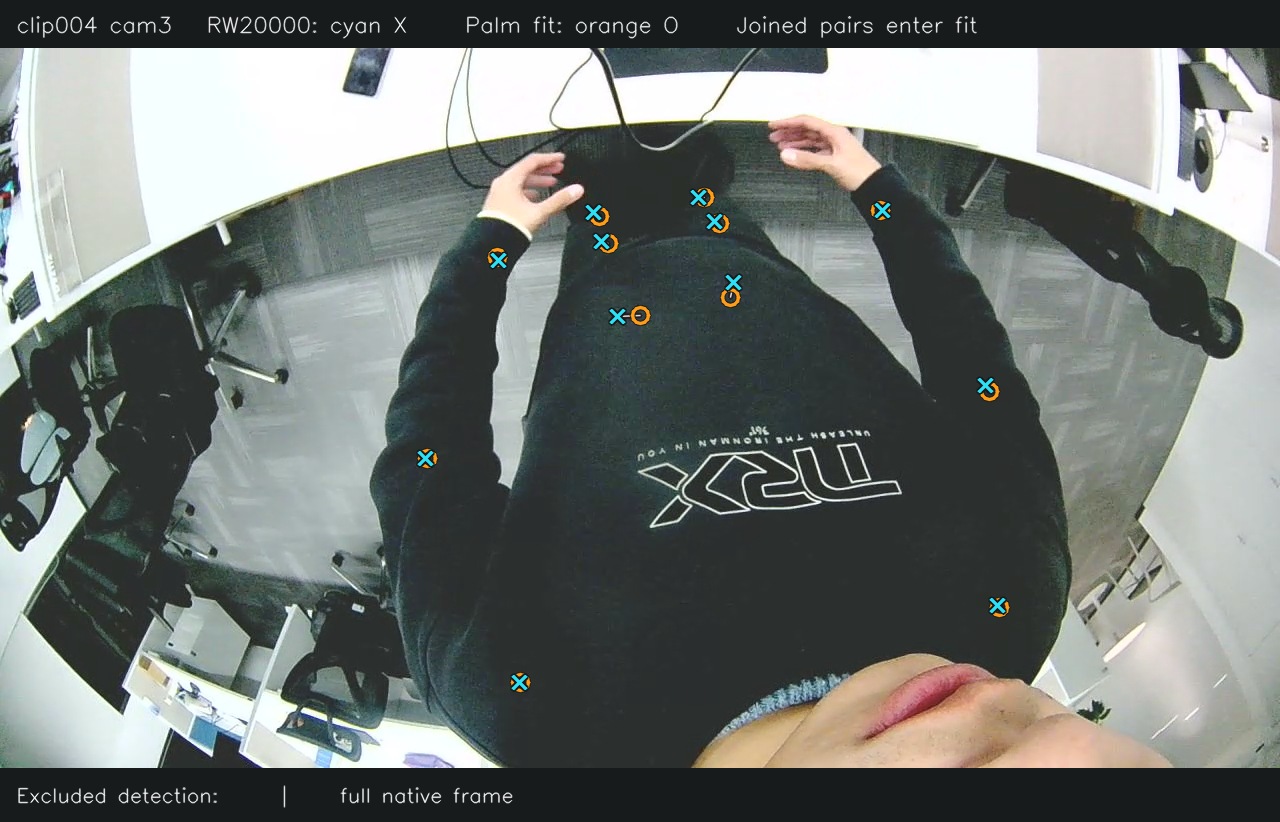 clip004 cam3 RW20000: cyan X Palm fit: orange O Joined pairs enter fit
UNLEASH THE IRONMAN IN YOU
361°
TRX
Excluded detection: | full native frame